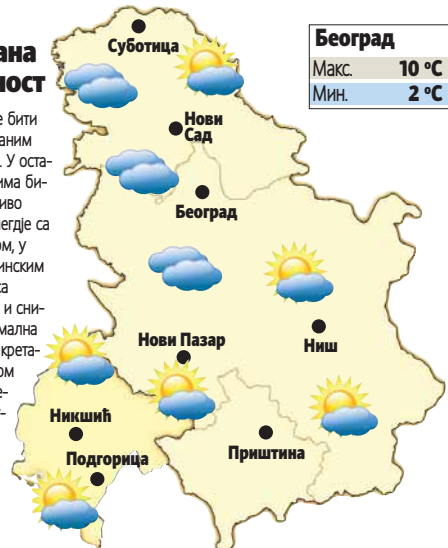 ана
ност
е бити
аним
. У оста-
има би-
иво
егдје са
ом, у
инским
са
и сни-
мална
крета-
ом
е-
т-
Београд
Макс. 10 °C
Мин. 2 °C
Суботица
Нови
Сад
Београд
Нови Пазар
Ниш
Никшић
Подгорица
Приштина